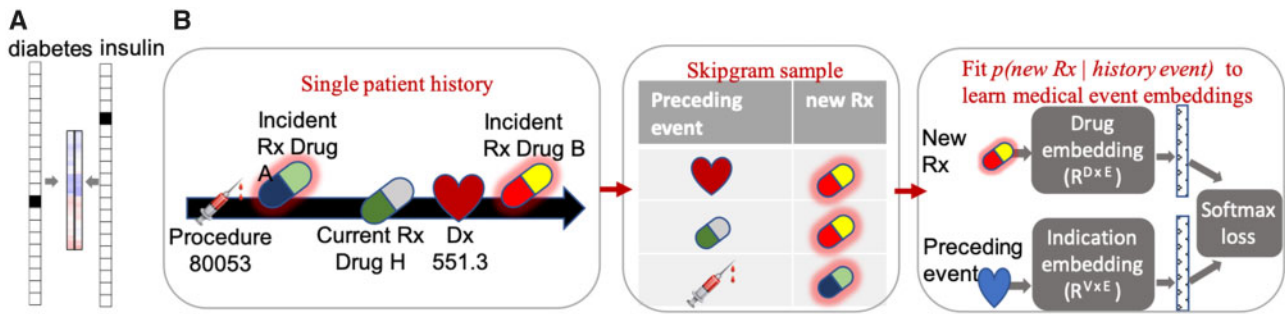 A
diabetes insulin
B
Single patient history
Incident
Rx Drug
A
Incident
Rx Drug B
Procedure
80053
Current Rx
Drug H
Dx
551.3
Skipgram sample
Preceding
event
new Rx
Fit p(new Rx | history event) to
learn medical event embeddings
New
Rx
Drug
embedding
(R^DxE)
Preceding
event
Indication
embedding
(R^VxE)
Softmax
loss